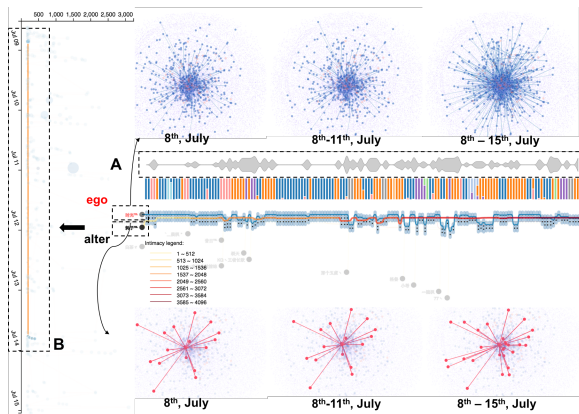 500 1,000 1,500 2,000 2,500 3,000
Jul 09
Jul 10
Jul 11
Jul 12
Jul 13
Jul 14
Jul 15
8th, July
8th-11th, July
8th – 15th, July
A
ego
alter
Intimacy legend:
1 ~ 512
513 ~ 1024
1025 ~ 1536
1537 ~ 2048
2049 ~ 2560
2561 ~ 3072
3073 ~ 3584
3585 ~ 4096
B
8th, July
8th-11th, July
8th – 15th, July